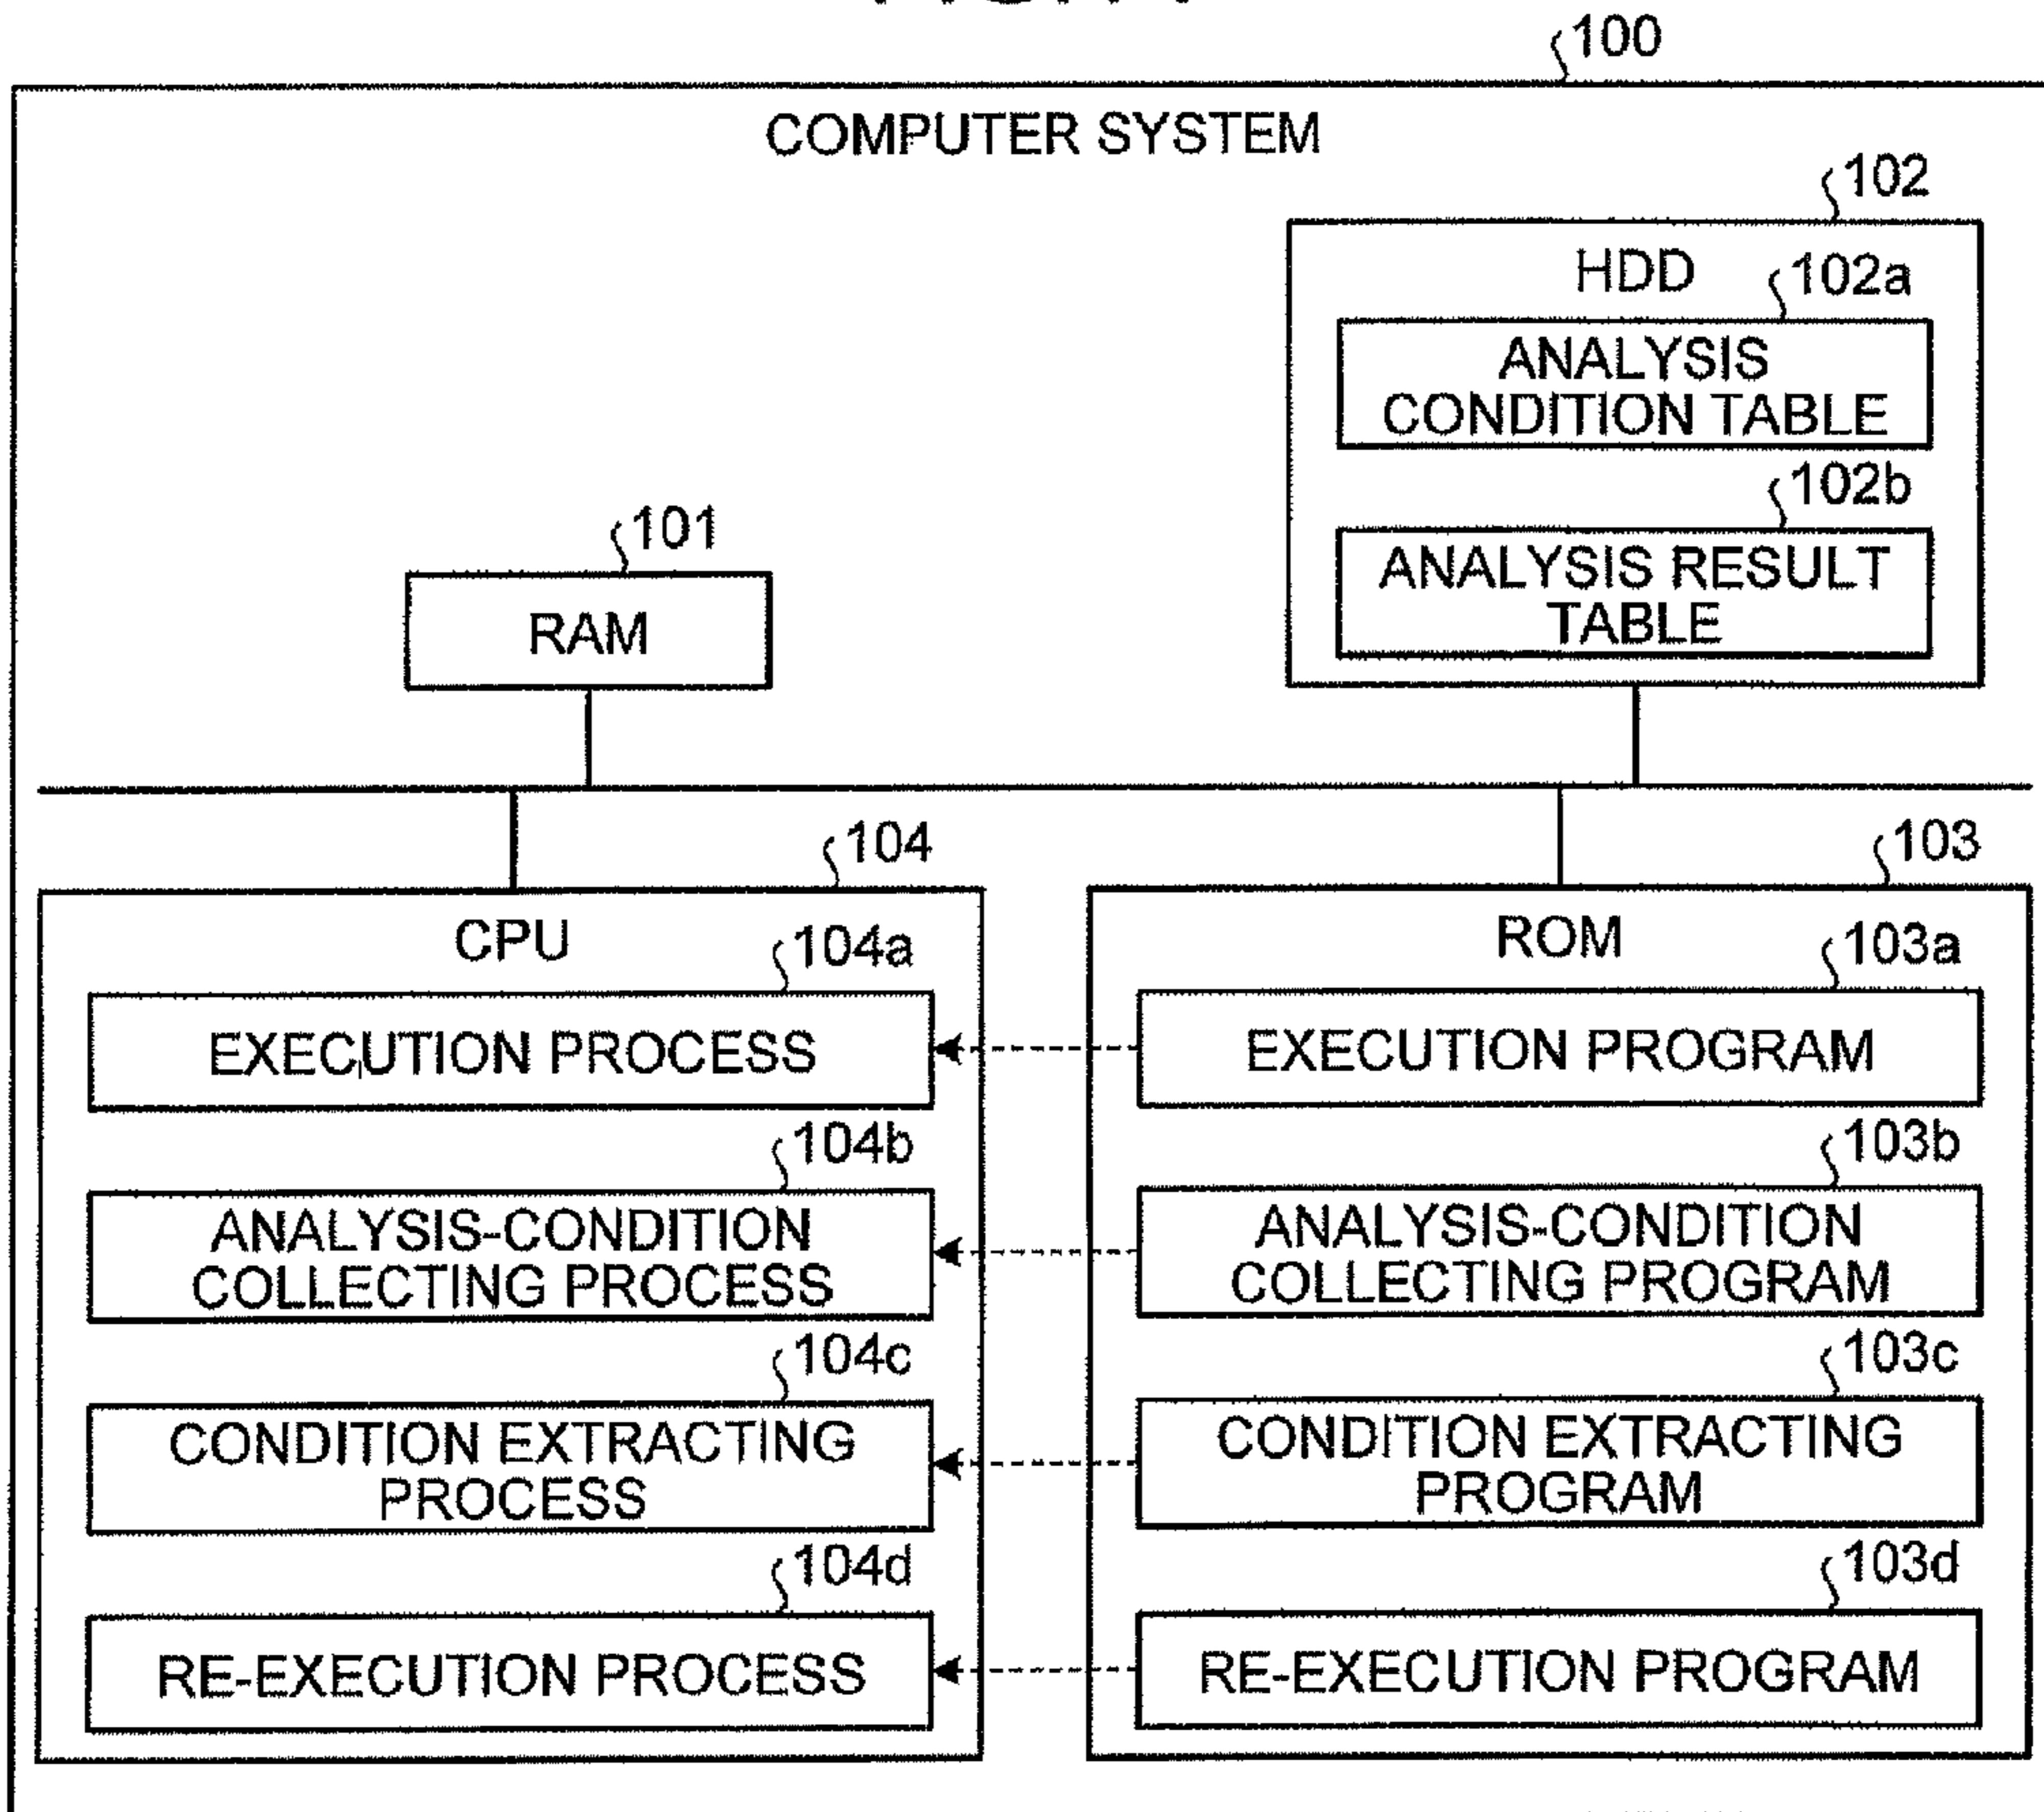 100
COMPUTER SYSTEM
102
HDD
102a
ANALYSIS
CONDITION TABLE
102b
ANALYSIS RESULT
TABLE
101
RAM
104
CPU
104a
EXECUTION PROCESS
104b
ANALYSIS-CONDITION
COLLECTING PROCESS
104c
CONDITION EXTRACTING
PROCESS
104d
RE-EXECUTION PROCESS
103
ROM
103a
EXECUTION PROGRAM
103b
ANALYSIS-CONDITION
COLLECTING PROGRAM
103c
CONDITION EXTRACTING
PROGRAM
103d
RE-EXECUTION PROGRAM